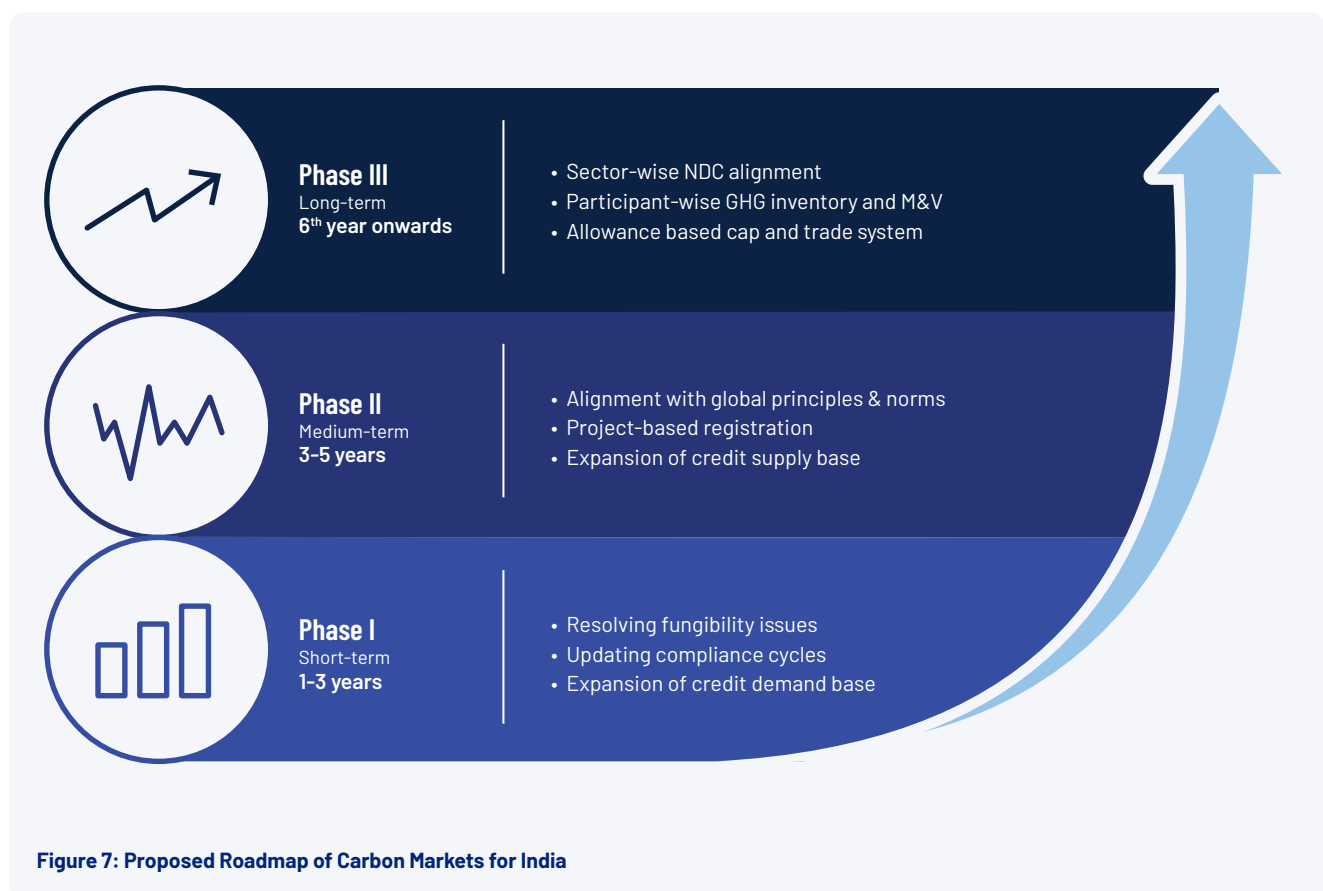 Phase III
Long-term
6th year onwards
• Sector-wise NDC alignment
• Participant-wise GHG inventory and M&V
• Allowance based cap and trade system
Phase II
Medium-term
3-5 years
• Alignment with global principles & norms
• Project-based registration
• Expansion of credit supply base
Phase I
Short-term
1-3 years
• Resolving fungibility issues
• Updating compliance cycles
• Expansion of credit demand base
Figure 7: Proposed Roadmap of Carbon Markets for India